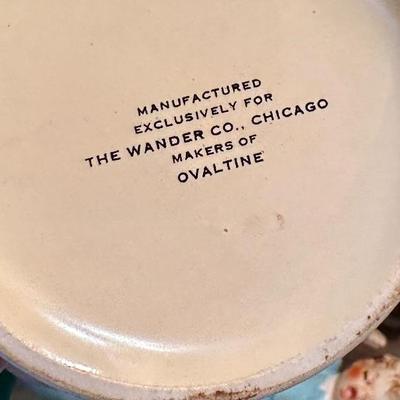 MANUFACTURED
EXCLUSIVELY FOR
THE WANDER CO., CHICAGO
MAKERS OF
OVALTINE